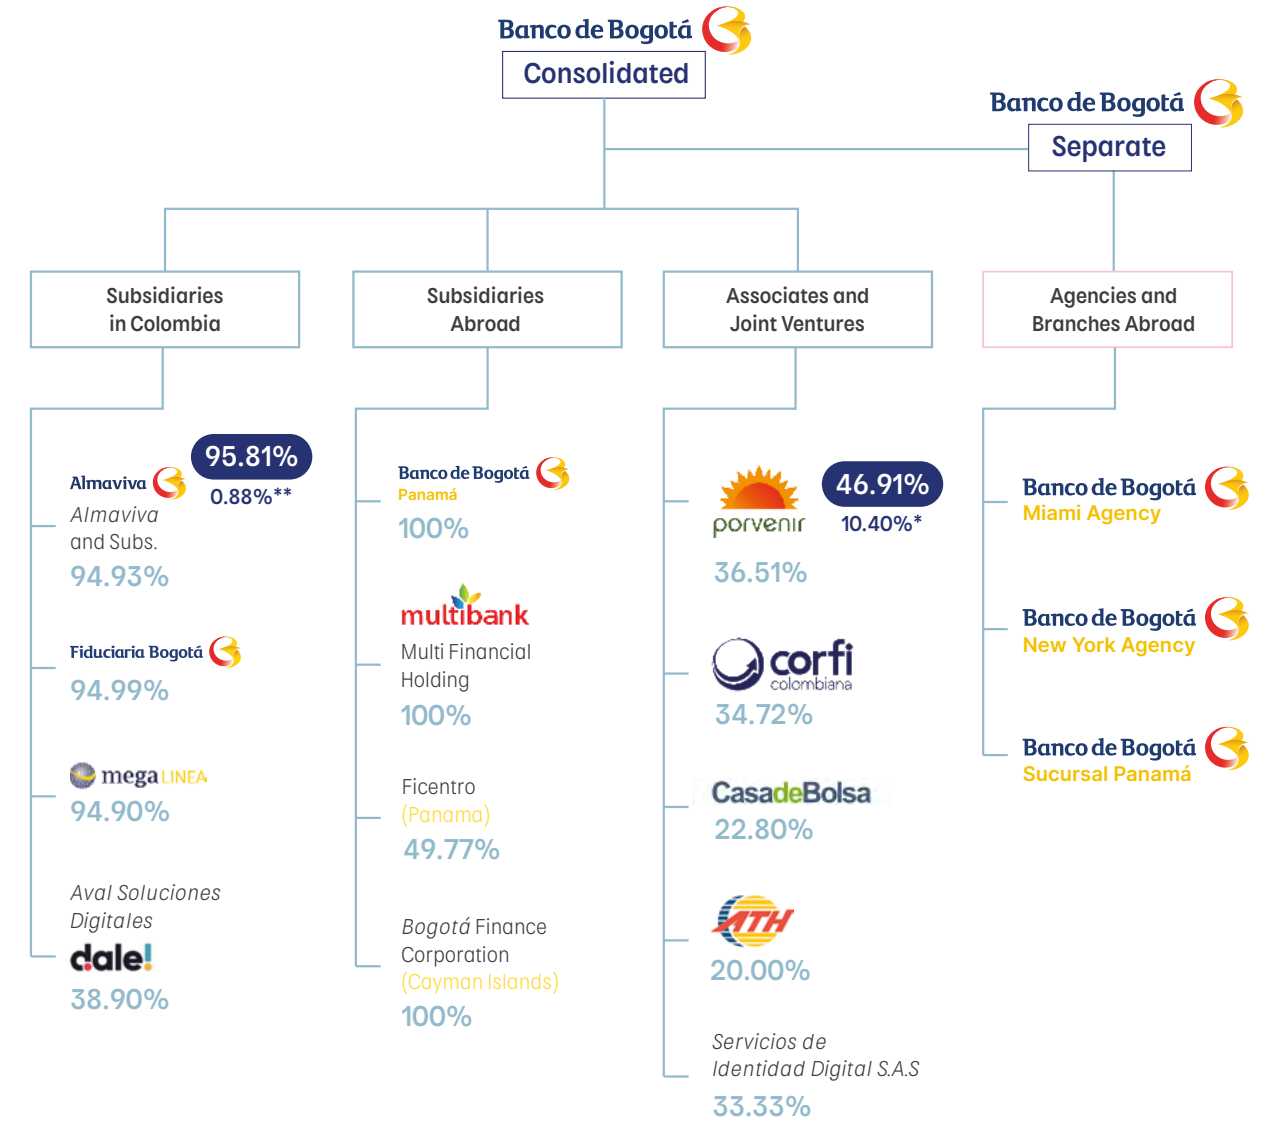 Banco de Bogotá
Consolidated
Banco de Bogotá
Separate
Subsidiaries
in Colombia
Subsidiaries
Abroad
Associates and
Joint Ventures
Agencies and
Branches Abroad
Almaviva
95.81%
0.88%**
Almaviva
and Subs.
94.93%
Fiduciaria Bogotá
94.99%
mega LINEA
94.90%
Aval Soluciones
Digitales
dale!
38.90%
Banco de Bogotá
Panamá
100%
multibank
Multi Financial
Holding
100%
Ficentro
(Panama)
49.77%
Bogotá Finance
Corporation
(Cayman Islands)
100%
porvenir
46.91%
10.40%*
36.51%
corfi
colombiana
34.72%
CasadeBolsa
22.80%
ATH
20.00%
Servicios de
Identidad Digital S.A.S
33.33%
Banco de Bogotá
Miami Agency
Banco de Bogotá
New York Agency
Banco de Bogotá
Sucursal Panamá